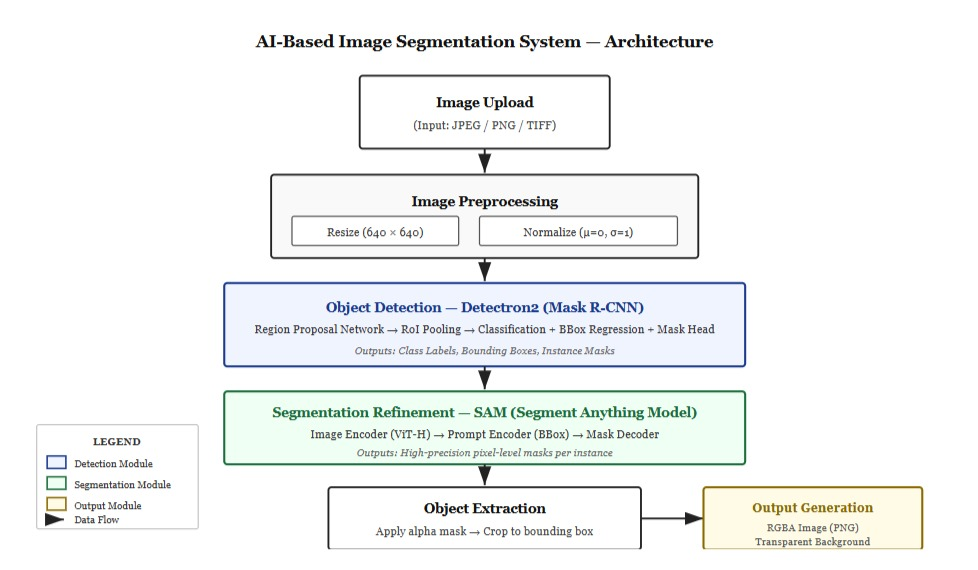 AI-Based Image Segmentation System — Architecture
Image Upload
(Input: JPEG / PNG / TIFF)
Image Preprocessing
Resize (640 × 640)
Normalize (μ=0, σ=1)
Object Detection — Detectron2 (Mask R-CNN)
Region Proposal Network → RoI Pooling → Classification + BBox Regression + Mask Head
Outputs: Class Labels, Bounding Boxes, Instance Masks
Segmentation Refinement — SAM (Segment Anything Model)
Image Encoder (ViT-H) → Prompt Encoder (BBox) → Mask Decoder
Outputs: High-precision pixel-level masks per instance
LEGEND
Detection Module
Segmentation Module
Output Module
Data Flow
Object Extraction
Apply alpha mask → Crop to bounding box
Output Generation
RGBA Image (PNG)
Transparent Background